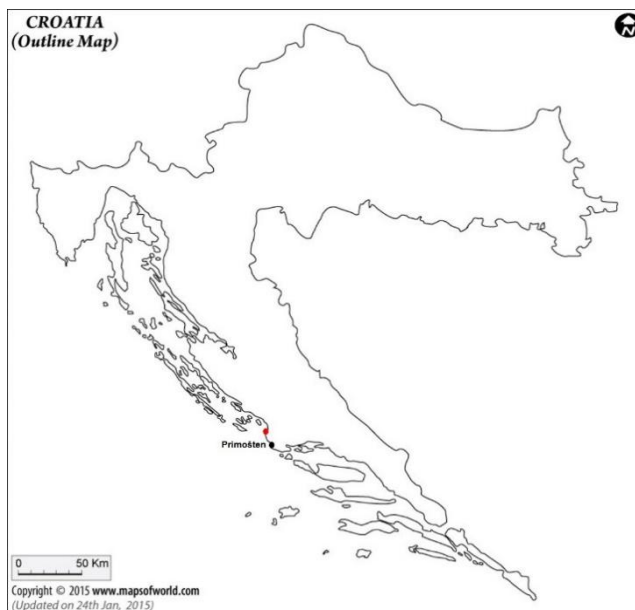 CROATIA
(Outline Map)
N
Primošten
0 50 Km
Copyright © 2015 www.mapsofworld.com
(Updated on 24th Jan, 2015)